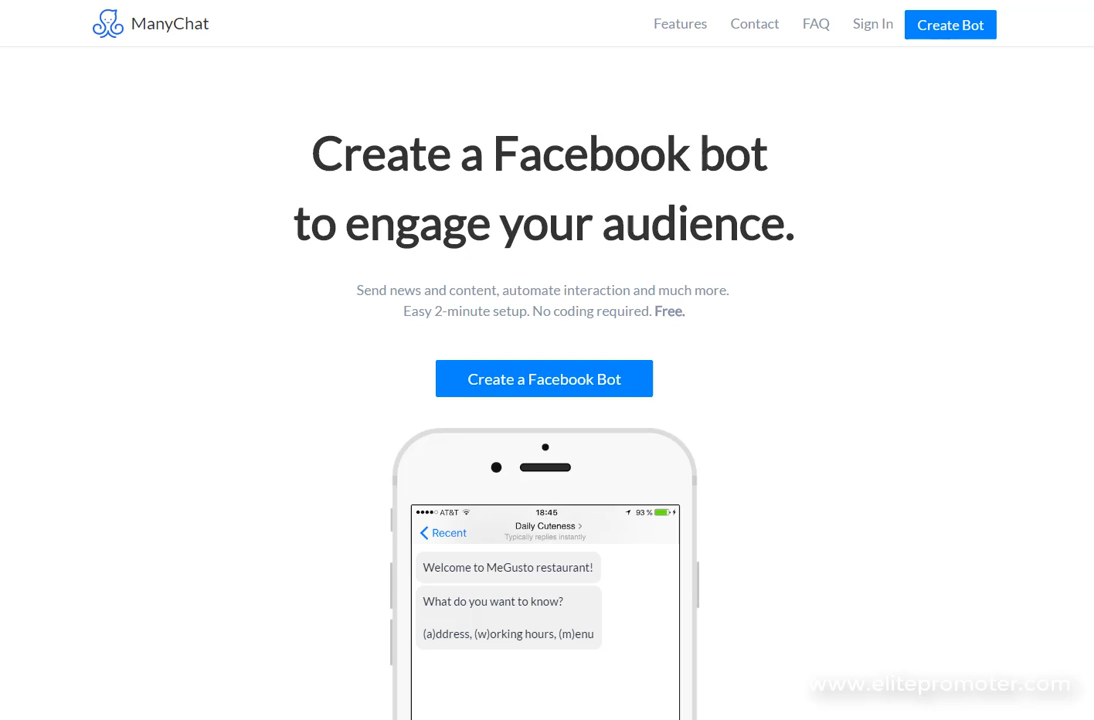 ManyChat
Features Contact FAQ Sign In Create Bot
Create a Facebook bot
to engage your audience.
Send news and content, automate interaction and much more.
Easy 2-minute setup. No coding required. Free.
Create a Facebook Bot
AT&T 18:45 93 %
Recent Daily Cuteness >
Typically replies instantly
Welcome to MeGusto restaurant!
What do you want to know?
(a)ddress, (w)orking hours, (m)enu
www.elitepromoter.com